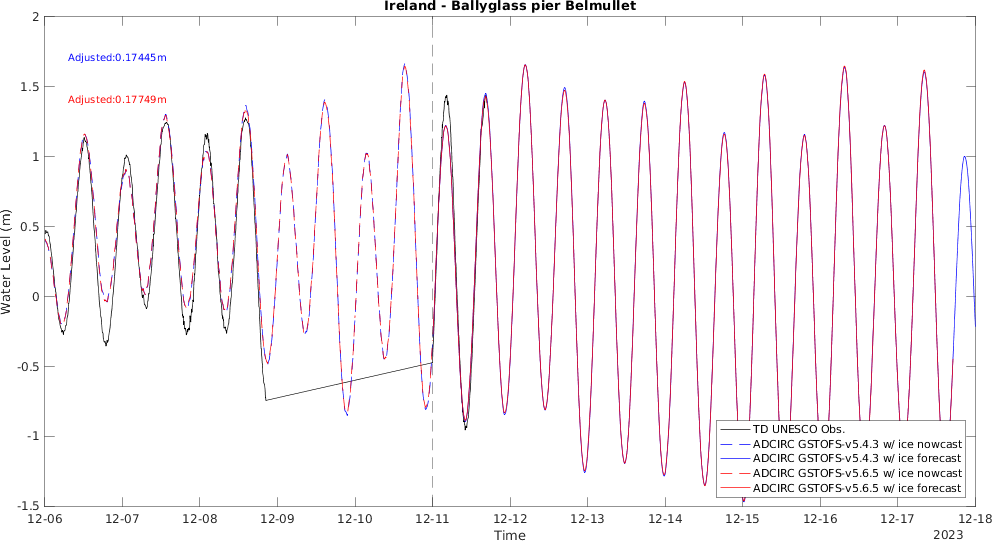 Ireland - Ballyglass pier Belmullet
2
1.5
1
0.5
0
-0.5
-1
-1.5
Water Level (m)
Adjusted:0.17445m
Adjusted:0.17749m
TD UNESCO Obs.
ADCIRC GSTOFS-v5.4.3 w/ ice nowcast
ADCIRC GSTOFS-v5.4.3 w/ ice forecast
ADCIRC GSTOFS-v5.6.5 w/ ice nowcast
ADCIRC GSTOFS-v5.6.5 w/ ice forecast
12-06 12-07 12-08 12-09 12-10 12-11 12-12 12-13 12-14 12-15 12-16 12-17 12-18
Time
2023